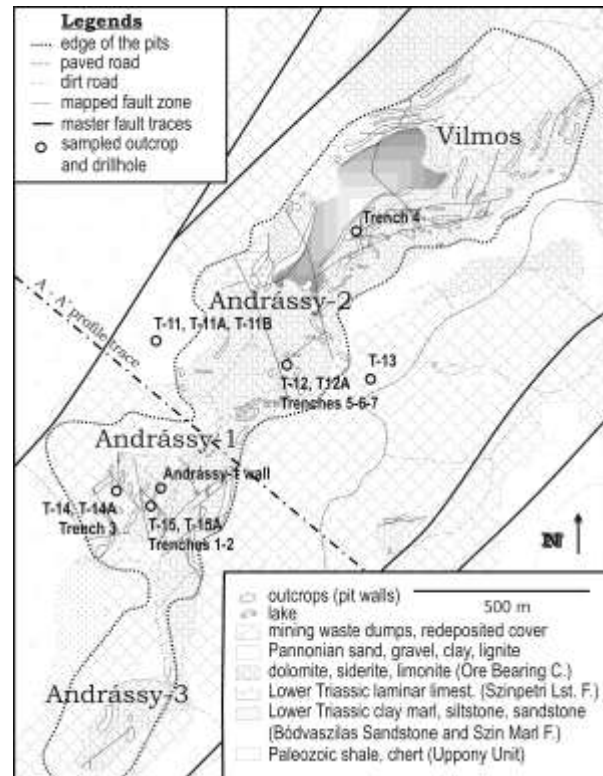 Legends
edge of the pits
paved road
dirt road
mapped fault zone
master fault traces
sampled outcrop
and drillhole
Vilmos
Trench 4
Andrássy-2
A - A' profile trace
T-11, T-11A, T-11B
T-13
T-12, T12A
Trenches 5-6-7
Andrássy-1
Andrássy-1 wall
T-14, T-14A
Trench 3
T-15, T-15A
Trenches 1-2
N
Andrássy-3
500 m
outcrops (pit walls)
lake
mining waste dumps, redeposited cover
Pannonian sand, gravel, clay, lignite
dolomite, siderite, limonite (Ore Bearing C.)
Lower Triassic laminar limest. (Szinpetri Lst. F.)
Lower Triassic clay marl, siltstone, sandstone
(Bódvaszilas Sandstone and Szin Marl F.)
Paleozoic shale, chert (Uppony Unit)